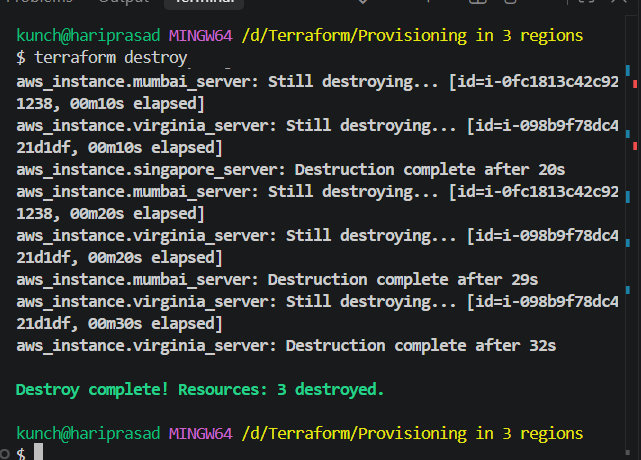 Problems Output Terminal
kunch@hariprasad MINGW64 /d/Terraform/Provisioning in 3 regions
$ terraform destroy
aws_instance.mumbai_server: Still destroying... [id=i-0fc1813c42c92
1238, 00m10s elapsed]
aws_instance.virginia_server: Still destroying... [id=i-098b9f78dc4
21d1df, 00m10s elapsed]
aws_instance.singapore_server: Destruction complete after 20s
aws_instance.mumbai_server: Still destroying... [id=i-0fc1813c42c92
1238, 00m20s elapsed]
aws_instance.virginia_server: Still destroying... [id=i-098b9f78dc4
21d1df, 00m20s elapsed]
aws_instance.mumbai_server: Destruction complete after 29s
aws_instance.virginia_server: Still destroying... [id=i-098b9f78dc4
21d1df, 00m30s elapsed]
aws_instance.virginia_server: Destruction complete after 32s
Destroy complete! Resources: 3 destroyed.
kunch@hariprasad MINGW64 /d/Terraform/Provisioning in 3 regions
$